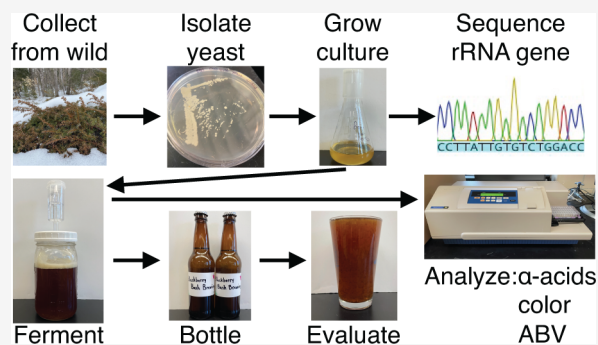 Collect
from wild
Isolate
yeast
Grow
culture
Sequence
rRNA gene
CCTTATTGTGTCTGGACC
Ferment
Bottle
Evaluate
Analyze:α-acids
color
ABV